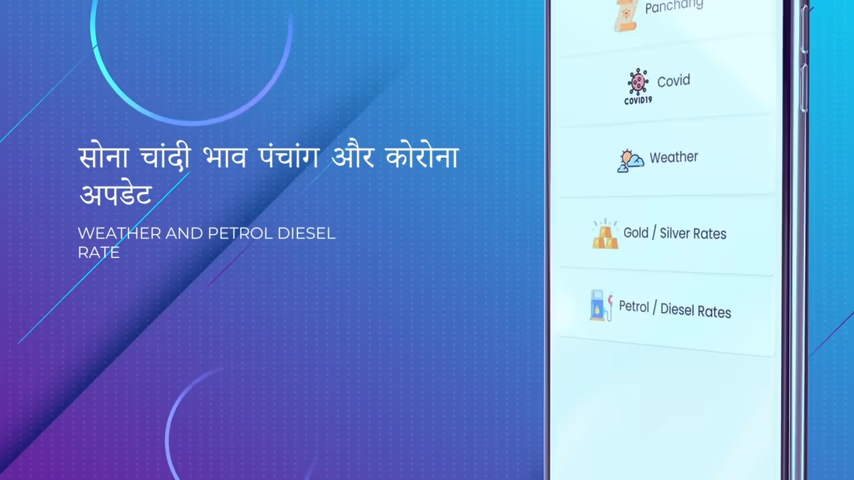 सोना चांदी भाव पंचांग और कोरोना
अपडेट
WEATHER AND PETROL DIESEL
RATE
Panchang
Covid
COVID19
Weather
Gold / Silver Rates
Petrol / Diesel Rates